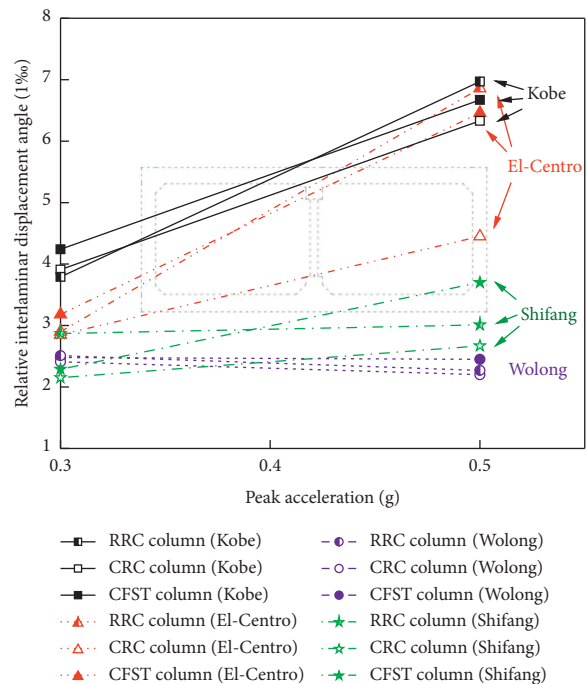 8
7
6
5
4
3
2
1
Relative interlaminar displacement angle (1‰)
Kobe
El-Centro
Shifang
Wolong
0.3
0.4
0.5
Peak acceleration (g)
RRC column (Kobe)
CRC column (Kobe)
CFST column (Kobe)
RRC column (El-Centro)
CRC column (El-Centro)
CFST column (El-Centro)
RRC column (Wolong)
CRC column (Wolong)
CFST column (Wolong)
RRC column (Shifang)
CRC column (Shifang)
CFST column (Shifang)